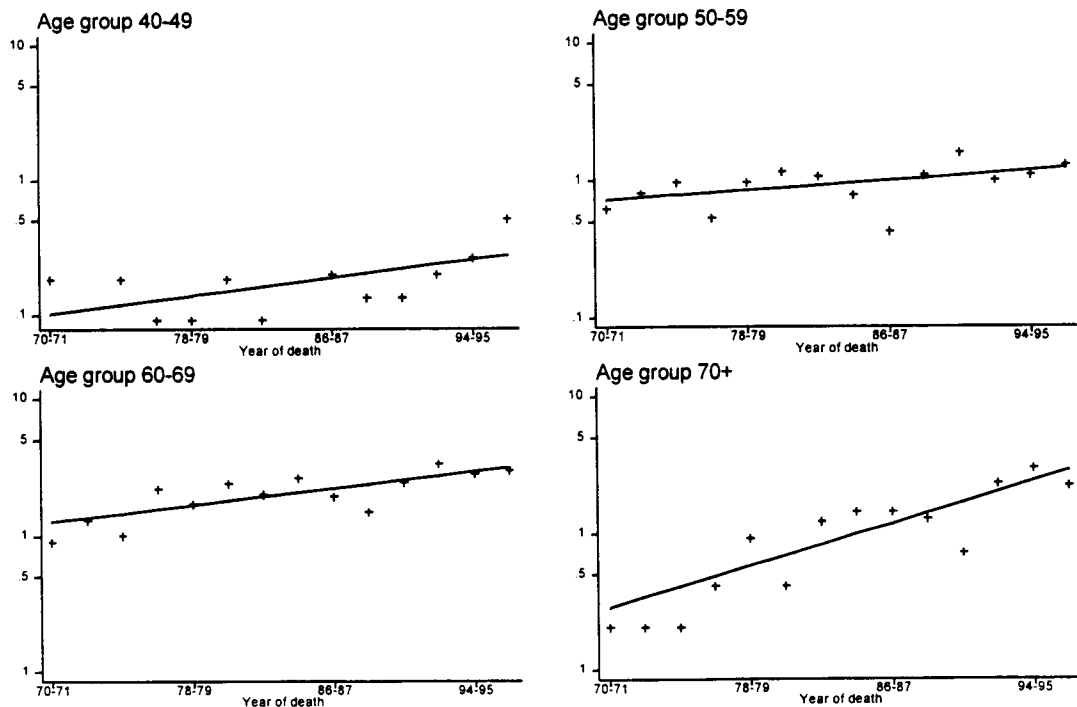 Age group 40-49
10
5
1
.5
.1
70-71 78-79 86-87 94-95
Year of death
Age group 50-59
10
5
1
.5
.1
70-71 78-79 86-87 94-95
Year of death
Age group 60-69
10
5
1
.5
1
70-71 78-79 86-87 94-95
Year of death
Age group 70+
10
5
1
.5
.1
70-71 78-79 86-87 94-95
Year of death